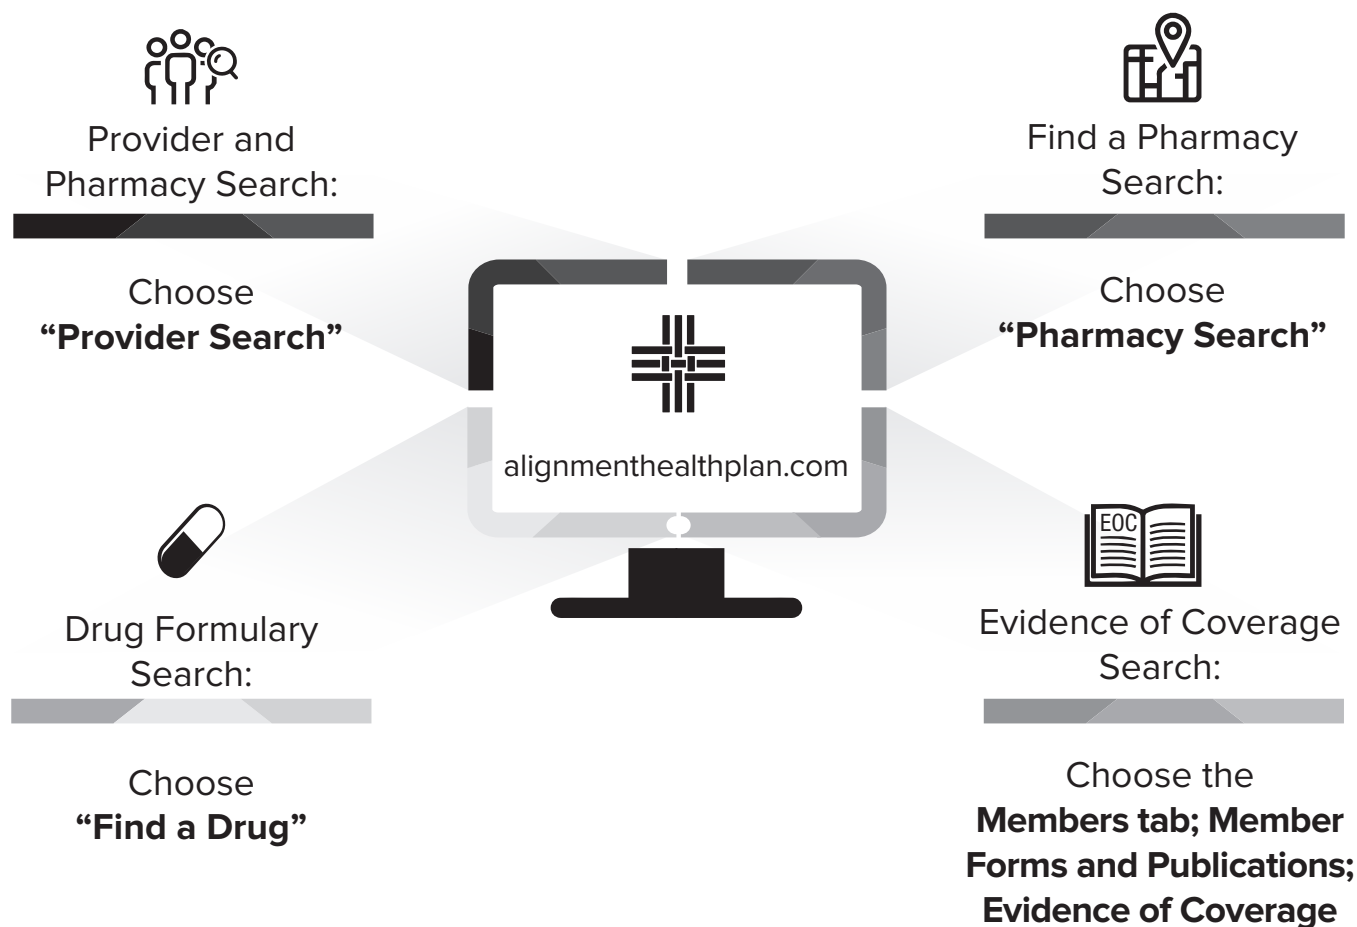 Provider and
Pharmacy Search:
Choose
“Provider Search”
Find a Pharmacy
Search:
Choose
“Pharmacy Search”
alignmenthealthplan.com
Drug Formulary
Search:
Choose
“Find a Drug”
EOC
Evidence of Coverage
Search:
Choose the
Members tab; Member
Forms and Publications;
Evidence of Coverage